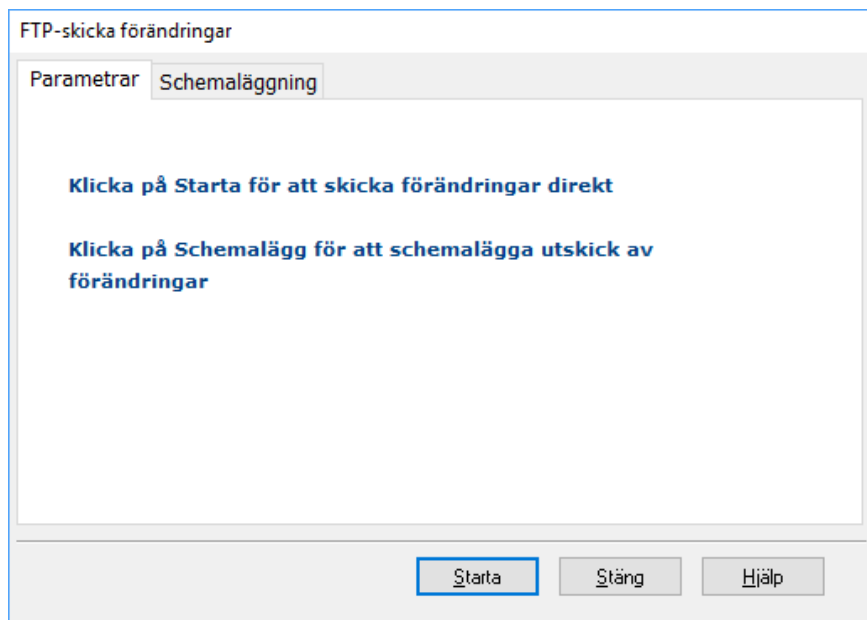 FTP-skicka förändringar
Parametrar
Schemaläggning
Klicka på Starta för att skicka förändringar direkt
Klicka på Schemalägg för att schemalägga utskick av
förändringar
Starta
Stäng
Hjälp